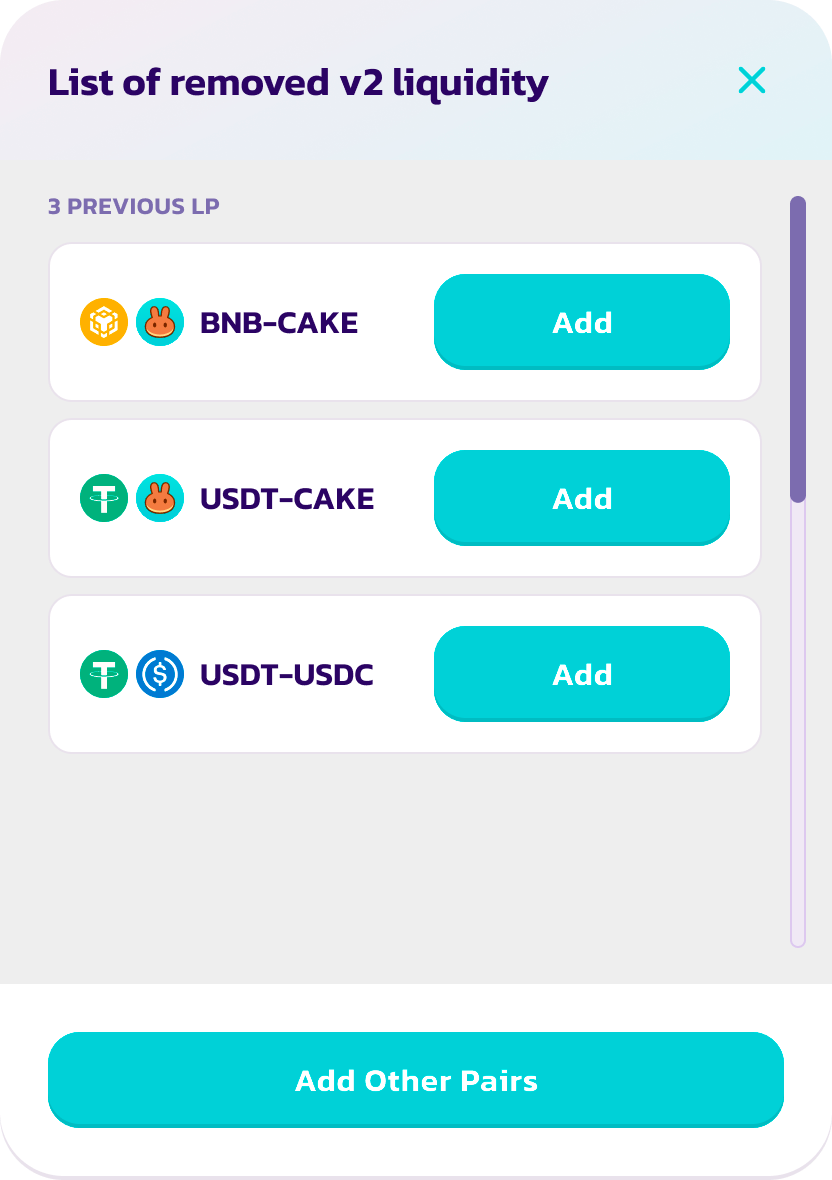 List of removed v2 liquidity
3 PREVIOUS LP
BNB-CAKE
Add
USDT-CAKE
Add
USDT-USDC
Add
Add Other Pairs